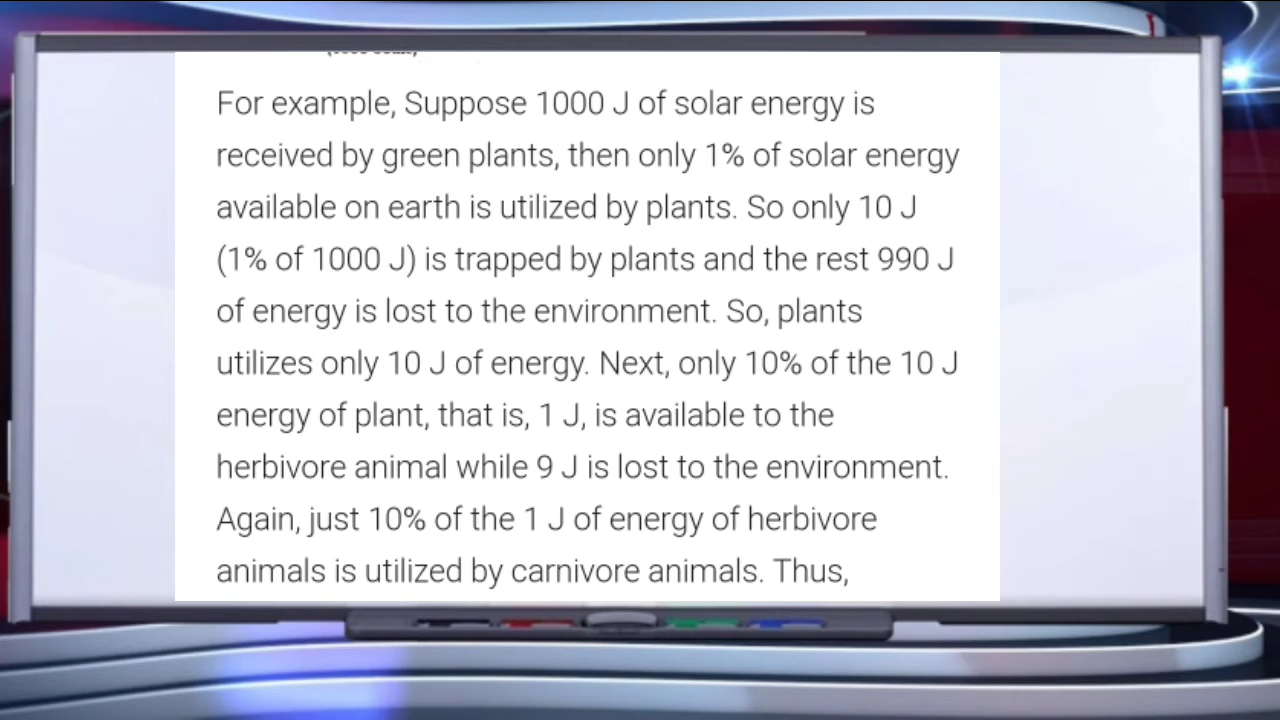 For example, Suppose 1000 J of solar energy is
received by green plants, then only 1% of solar energy
available on earth is utilized by plants. So only 10 J
(1% of 1000 J) is trapped by plants and the rest 990 J
of energy is lost to the environment. So, plants
utilizes only 10 J of energy. Next, only 10% of the 10 J
energy of plant, that is, 1 J, is available to the
herbivore animal while 9 J is lost to the environment.
Again, just 10% of the 1 J of energy of herbivore
animals is utilized by carnivore animals. Thus,